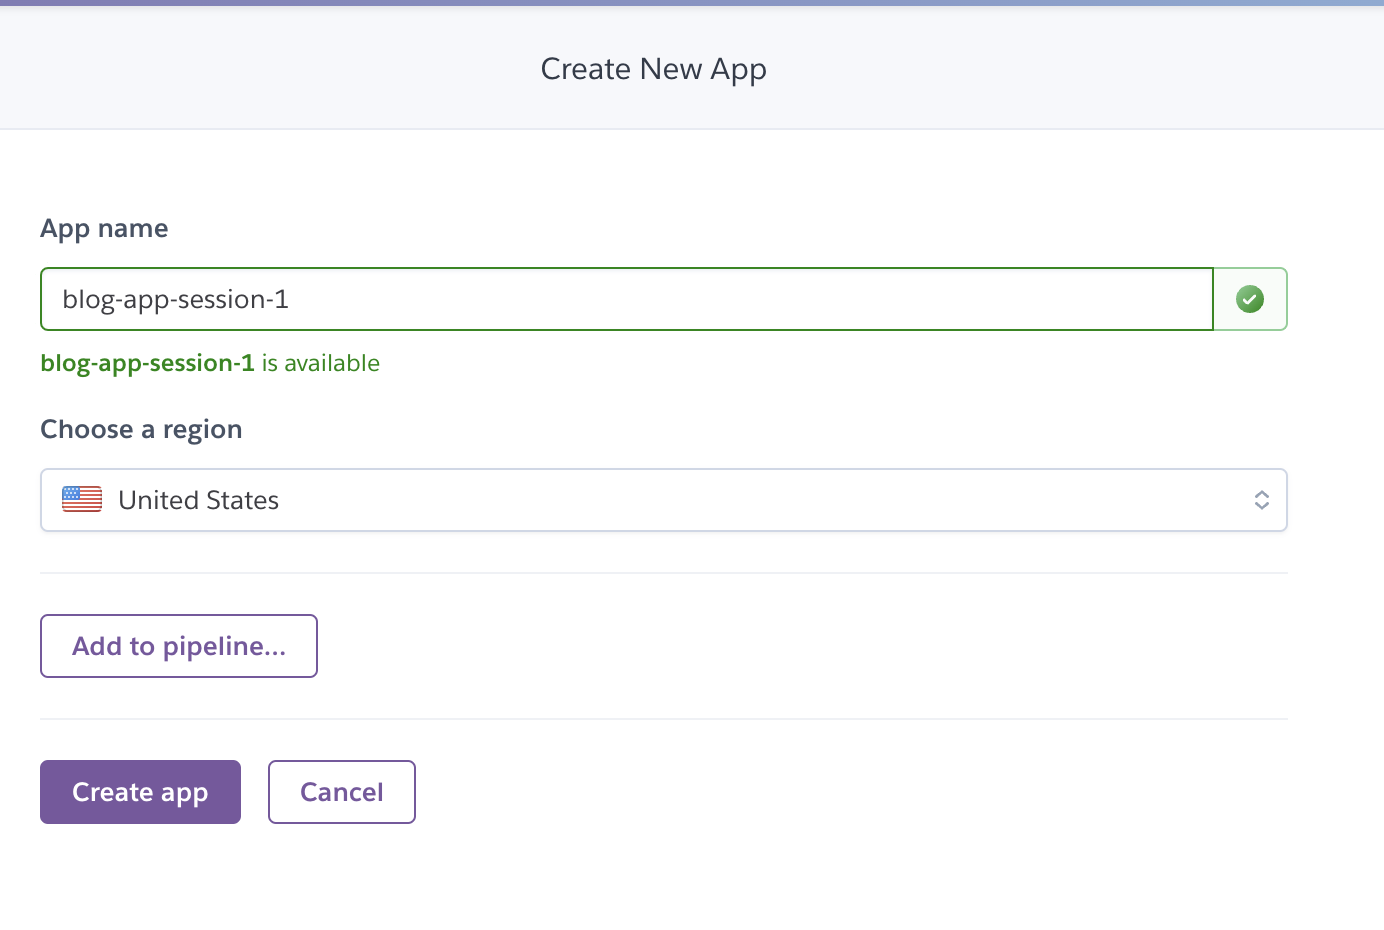 Create New App
App name
blog-app-session-1
blog-app-session-1 is available
Choose a region
United States
Add to pipeline...
Create app
Cancel